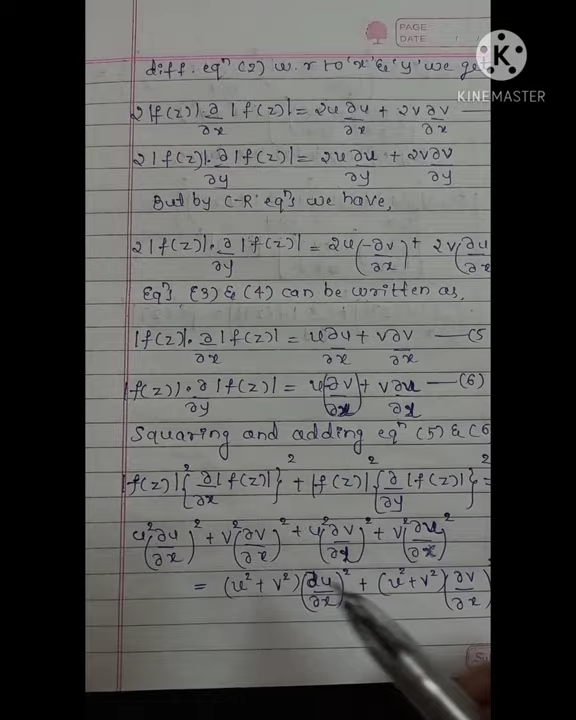 PAGE
DATE
KINEMASTER
diff. eqⁿ (2) w.r to 'x' & 'y' we get
2|f(z)|·∂/∂x |f(z)| = 2u ∂u/∂x + 2v ∂v/∂x —
2|f(z)|·∂/∂y |f(z)| = 2u ∂u/∂y + 2v ∂v/∂y
But by C-R eqⁿs we have,
2|f(z)|·∂/∂y |f(z)| = 2u(-∂v/∂x) + 2v(∂u/∂x
Eqⁿs (3) & (4) can be written as,
|f(z)|·∂/∂x |f(z)| = u ∂u/∂x + v ∂v/∂x —(5
|f(z)|·∂/∂y |f(z)| = u(-∂v/∂x) + v ∂u/∂x —(6)
Squaring and adding eqⁿ (5) & (6
|f(z)|² {∂/∂x |f(z)|}² + |f(z)|² {∂/∂y |f(z)|}² =
u²(∂u/∂x)² + v²(∂v/∂x)² + u²(∂v/∂x)² + v²(∂u/∂x)²
= (u² + v²)(∂u/∂x)² + (u² + v²)(∂v/∂x)